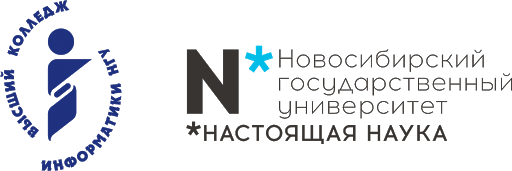 ВЫСШИЙ КОЛЛЕДЖ
ИНФОРМАТИКИ НГУ
N*
Новосибирский
государственный
университет
*НАСТОЯЩАЯ НАУКА